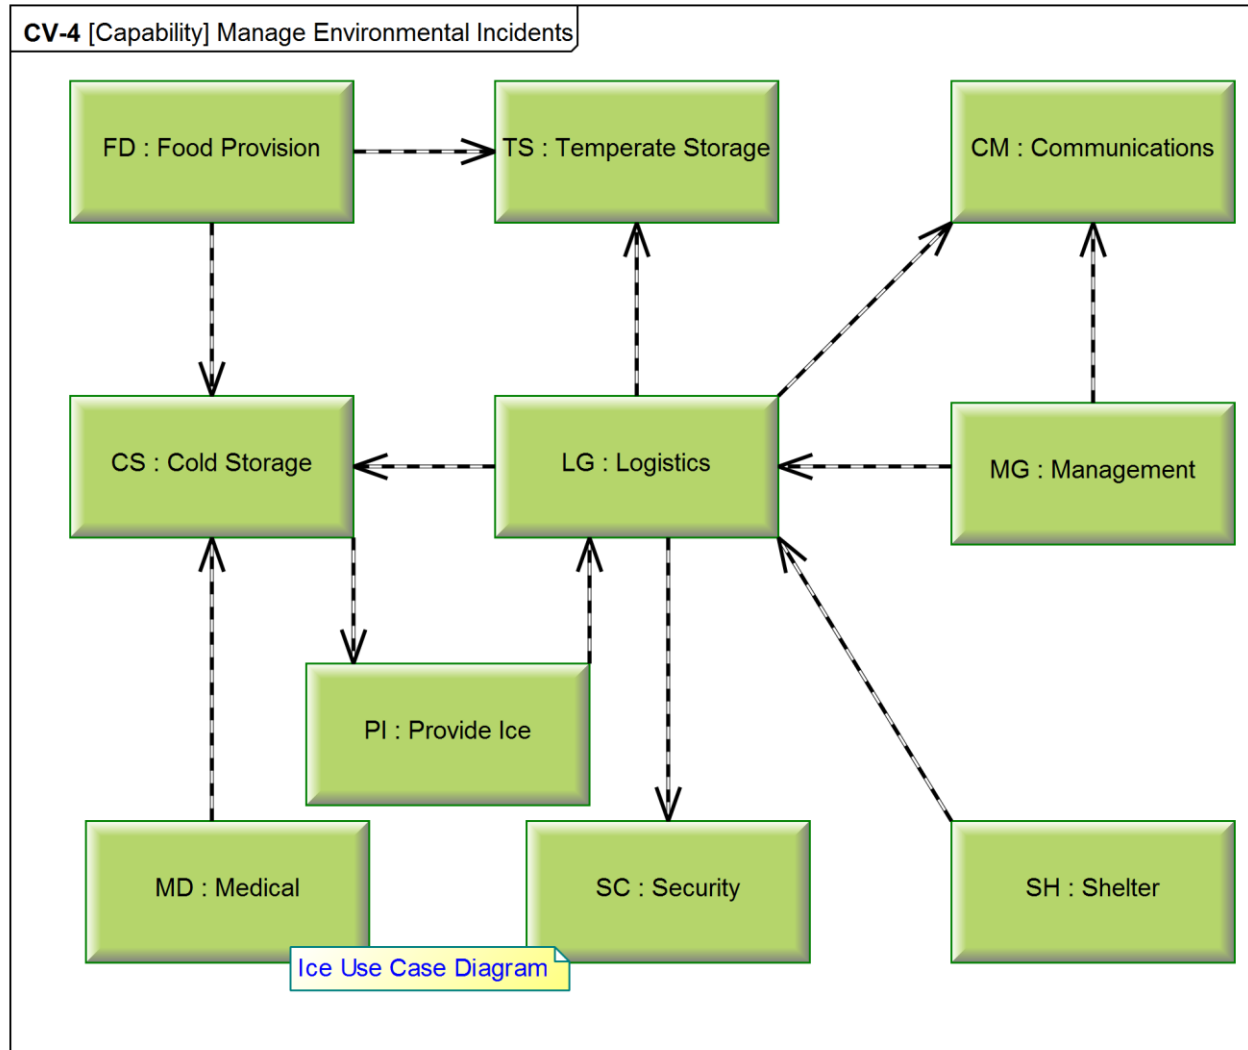 CV-4 [Capability] Manage Environmental Incidents
FD : Food Provision
TS : Temperate Storage
CM : Communications
CS : Cold Storage
LG : Logistics
MG : Management
PI : Provide Ice
MD : Medical
SC : Security
SH : Shelter
Ice Use Case Diagram